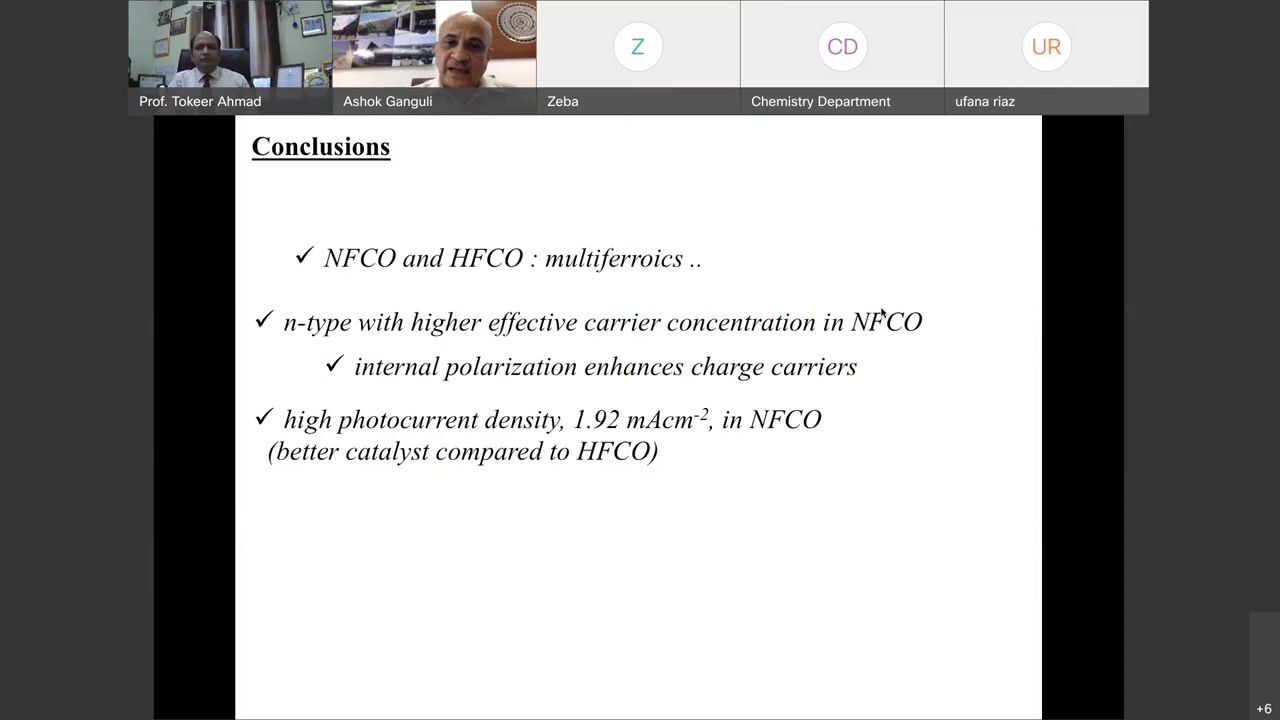 Z
CD
UR
Prof. Tokeer Ahmad
Ashok Ganguli
Zeba
Chemistry Department
ufana riaz
Conclusions
✓ NFCO and HFCO : multiferroics ..
✓ n-type with higher effective carrier concentration in NFCO
✓ internal polarization enhances charge carriers
✓ high photocurrent density, 1.92 mAcm⁻², in NFCO
(better catalyst compared to HFCO)
+6